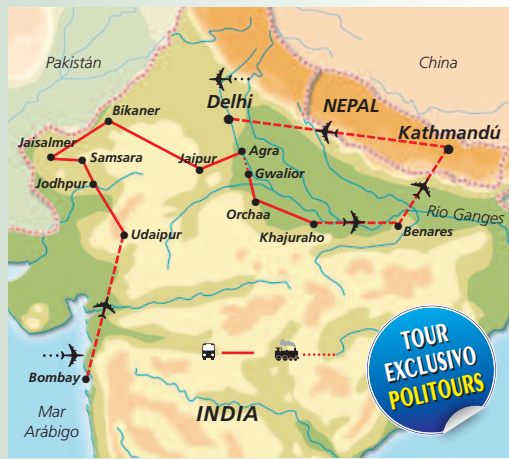 Pakistán
China
Delhi
NEPAL
Bikaner
Kathmandú
Jaisalmer
Samsara
Jaipur
Agra
Gwalior
Jodhpur
Orchaa
Río Ganges
Khajuraho
Benares
Udaipur
TOUR
EXCLUSIVO
POLITOURS
Bombay
INDIA
Mar
Arábigo